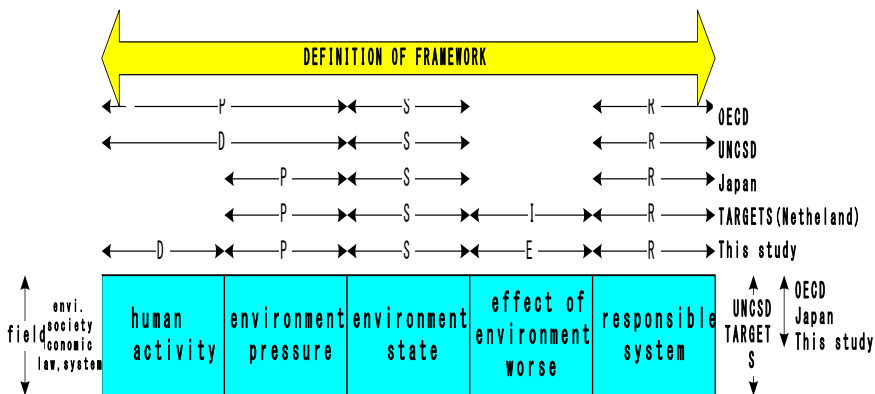 DEFINITION OF FRAMEWORK
P S R OECD
D S R UNCSD
P S R Japan
P S I R TARGETS(Netheland)
D P S E R This study
field
envi.
society
conomic
law,system
human
activity
environment
pressure
environment
state
effect of
environment
worse
responsible
system
UNCSD
TARGET
S
OECD
Japan
This study